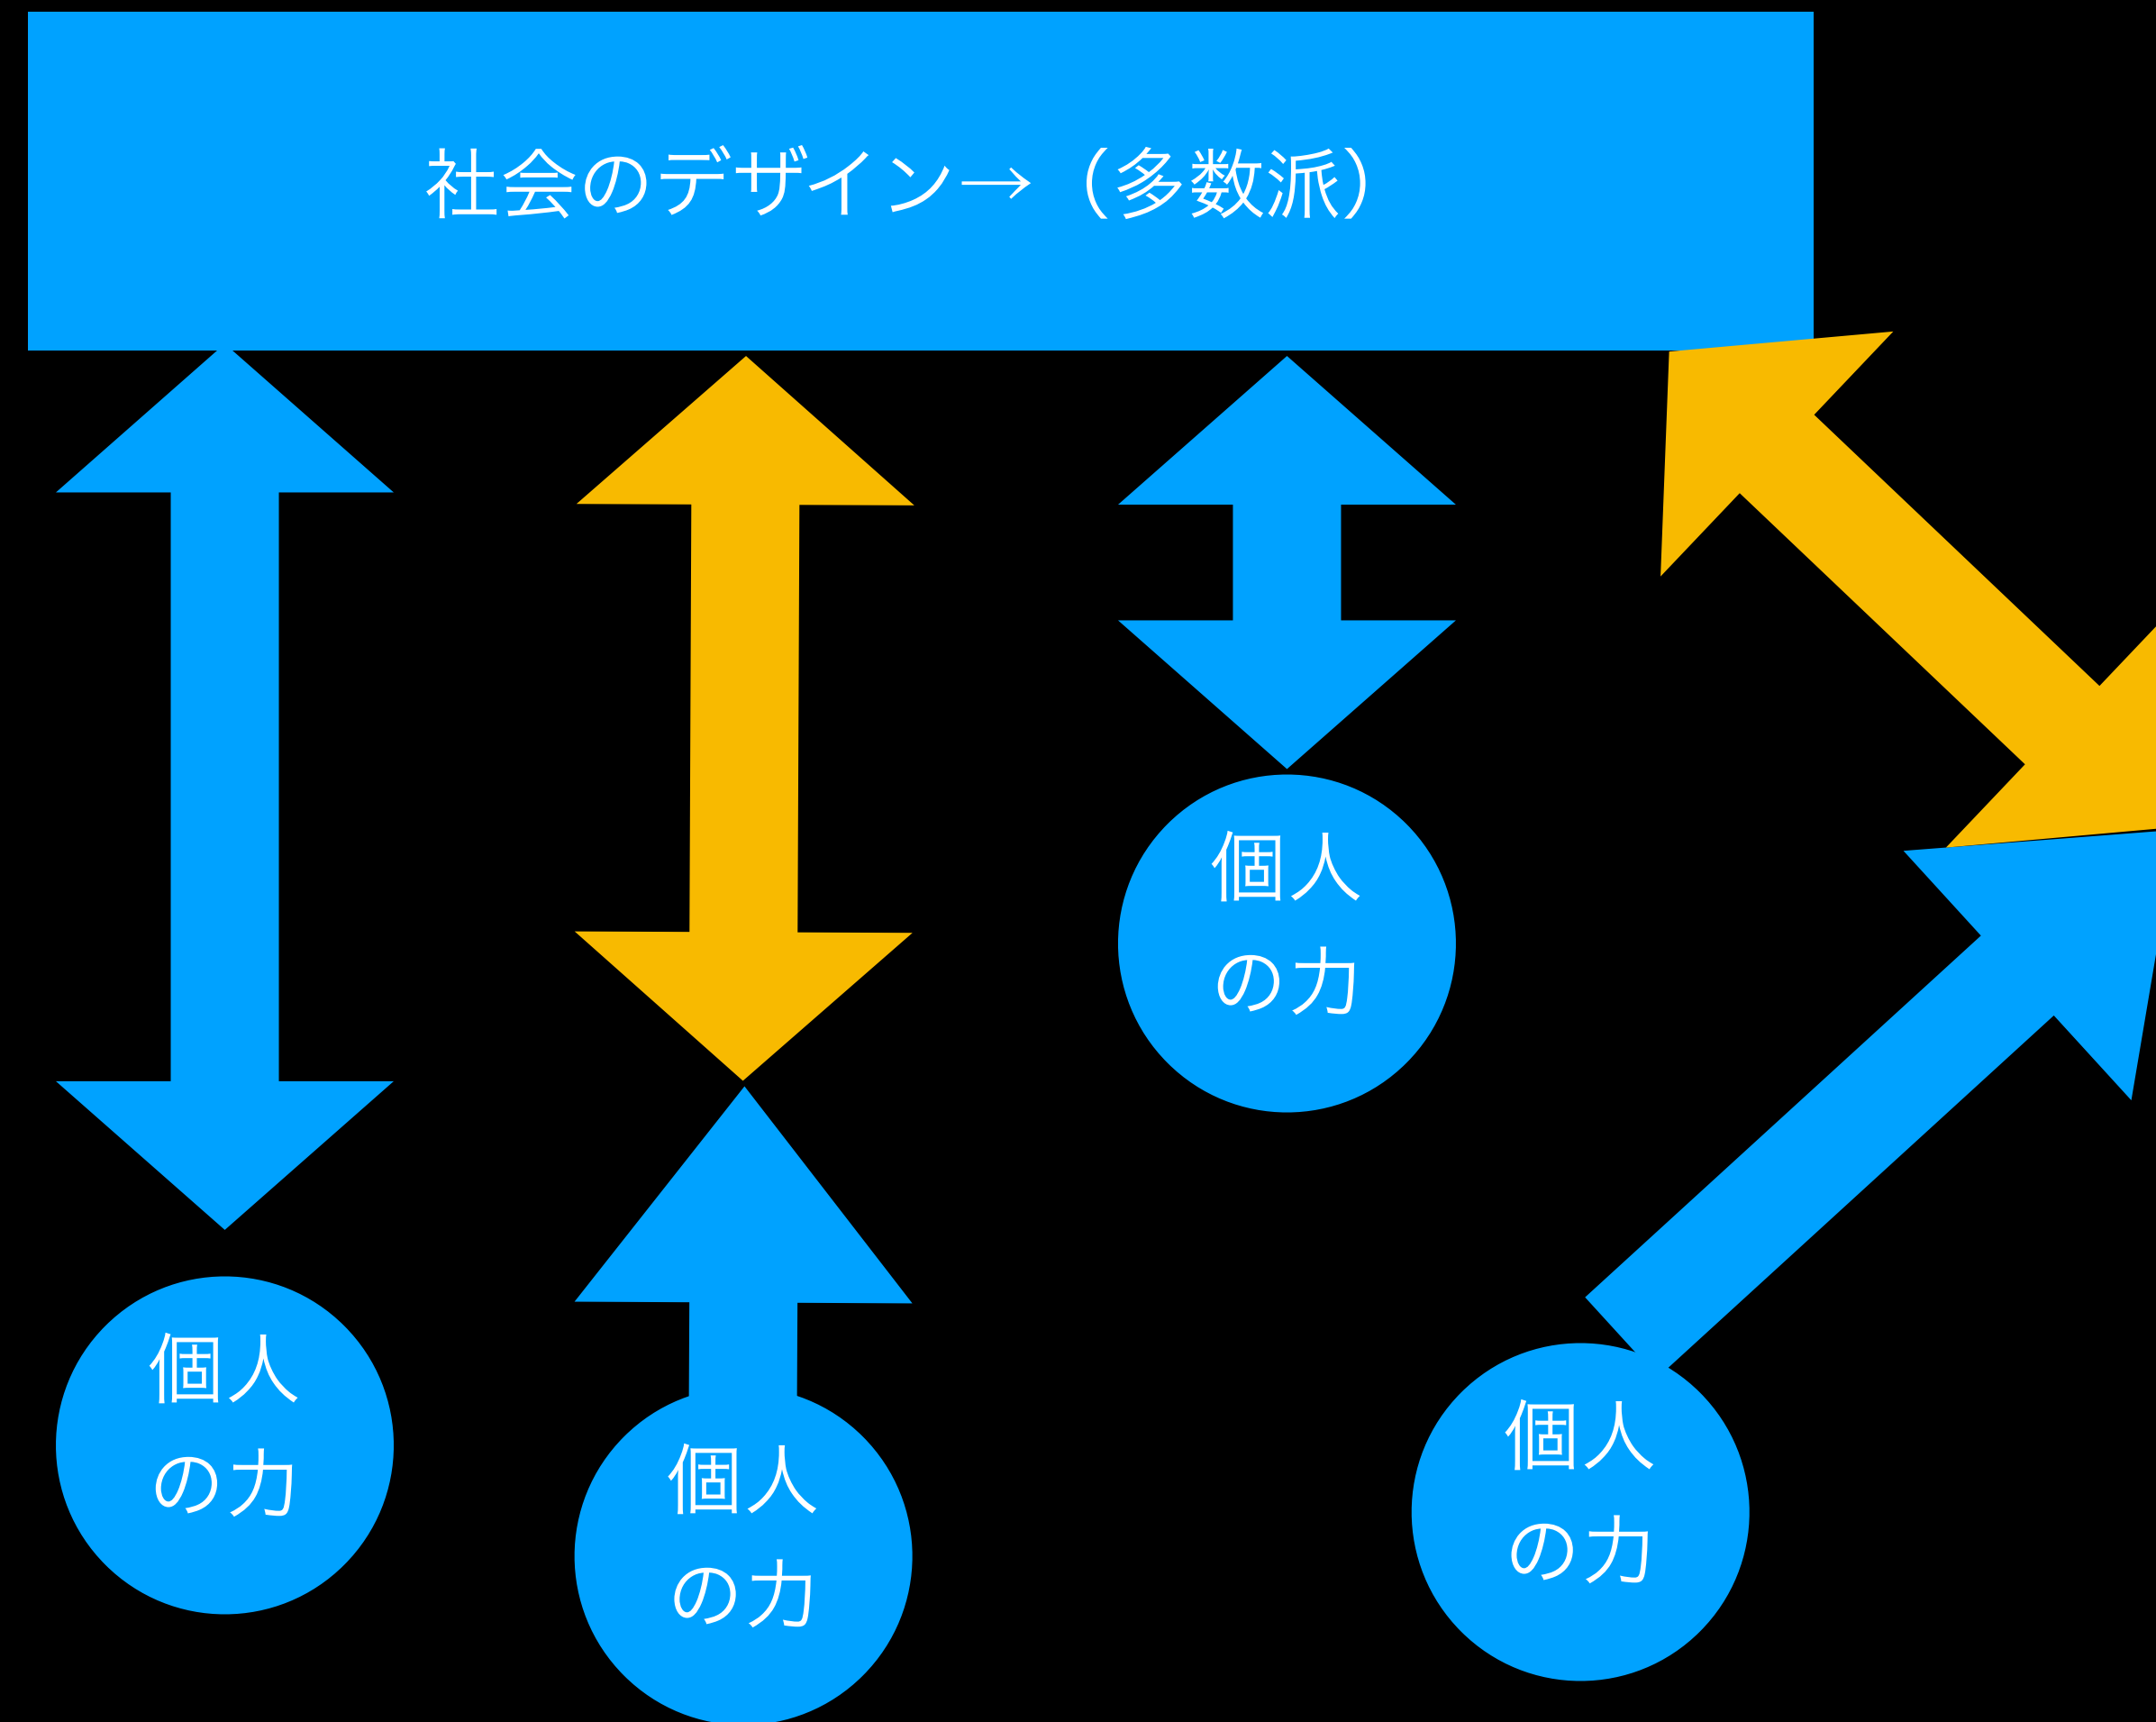 社会のデザイン→（多数派）
個人
の力
個人
の力
個人
の力
個人
の力